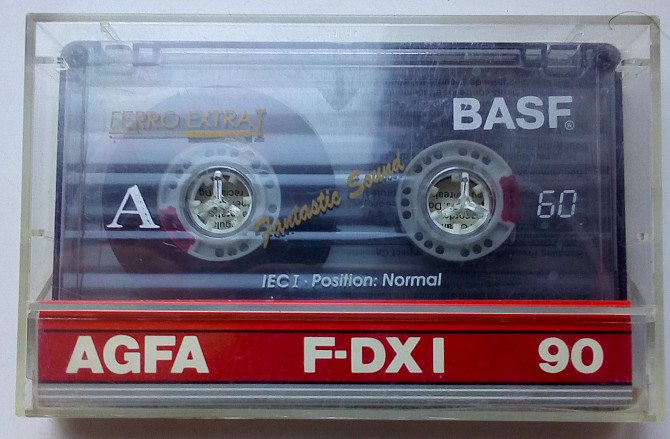 FERRO EXTRA I
BASF®
A
Fantastic Sound
60
IEC I · Position: Normal
AGFA F-DX I 90